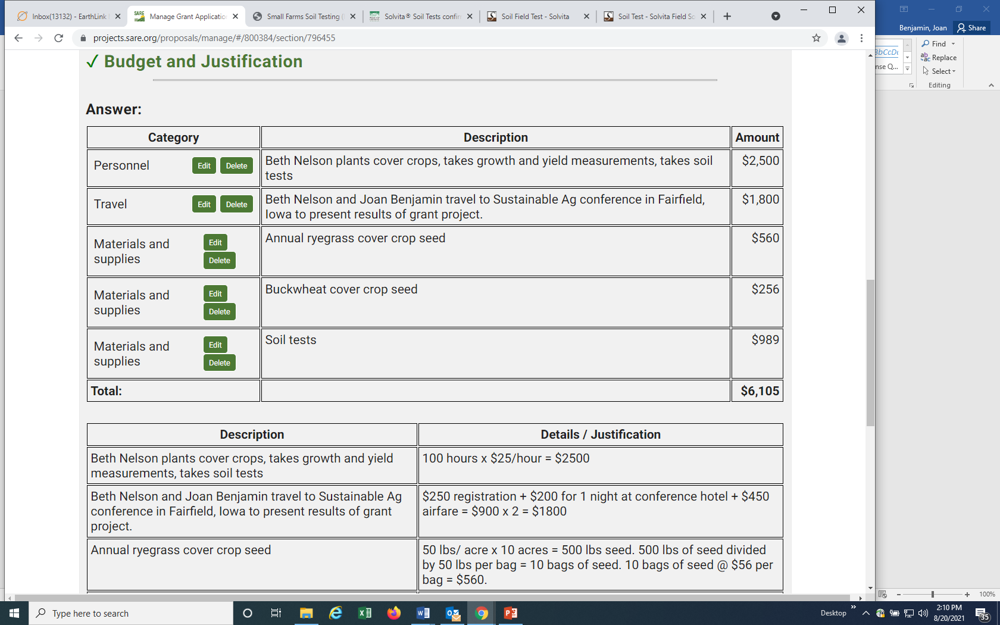 Inbox(13132) - EarthLink
Manage Grant Application
Small Farms Soil Testing (
Solvita® Soil Tests confir
Soil Field Test - Solvita
Soil Test - Solvita Field So
projects.sare.org/proposals/manage/#/800384/section/796455
Benjamin, Joan
Share
Find
Replace
Select
Editing
nse Q...
✓ Budget and Justification
Answer:
Category Description Amount
Personnel Edit Delete Beth Nelson plants cover crops, takes growth and yield measurements, takes soil $2,500
tests
Travel Edit Delete Beth Nelson and Joan Benjamin travel to Sustainable Ag conference in Fairfield, $1,800
Iowa to present results of grant project.
Materials and Edit Annual ryegrass cover crop seed $560
supplies Delete
Materials and Edit Buckwheat cover crop seed $256
supplies Delete
Materials and Edit Soil tests $989
supplies Delete
Total: $6,105
Description Details / Justification
Beth Nelson plants cover crops, takes growth and yield 100 hours x $25/hour = $2500
measurements, takes soil tests
Beth Nelson and Joan Benjamin travel to Sustainable Ag $250 registration + $200 for 1 night at conference hotel + $450
conference in Fairfield, Iowa to present results of grant airfare = $900 x 2 = $1800
project.
Annual ryegrass cover crop seed 50 lbs/ acre x 10 acres = 500 lbs seed. 500 lbs of seed divided
by 50 lbs per bag = 10 bags of seed. 10 bags of seed @ $56 per
bag = $560.
100%
Type here to search
Desktop
2:10 PM
8/20/2021
35